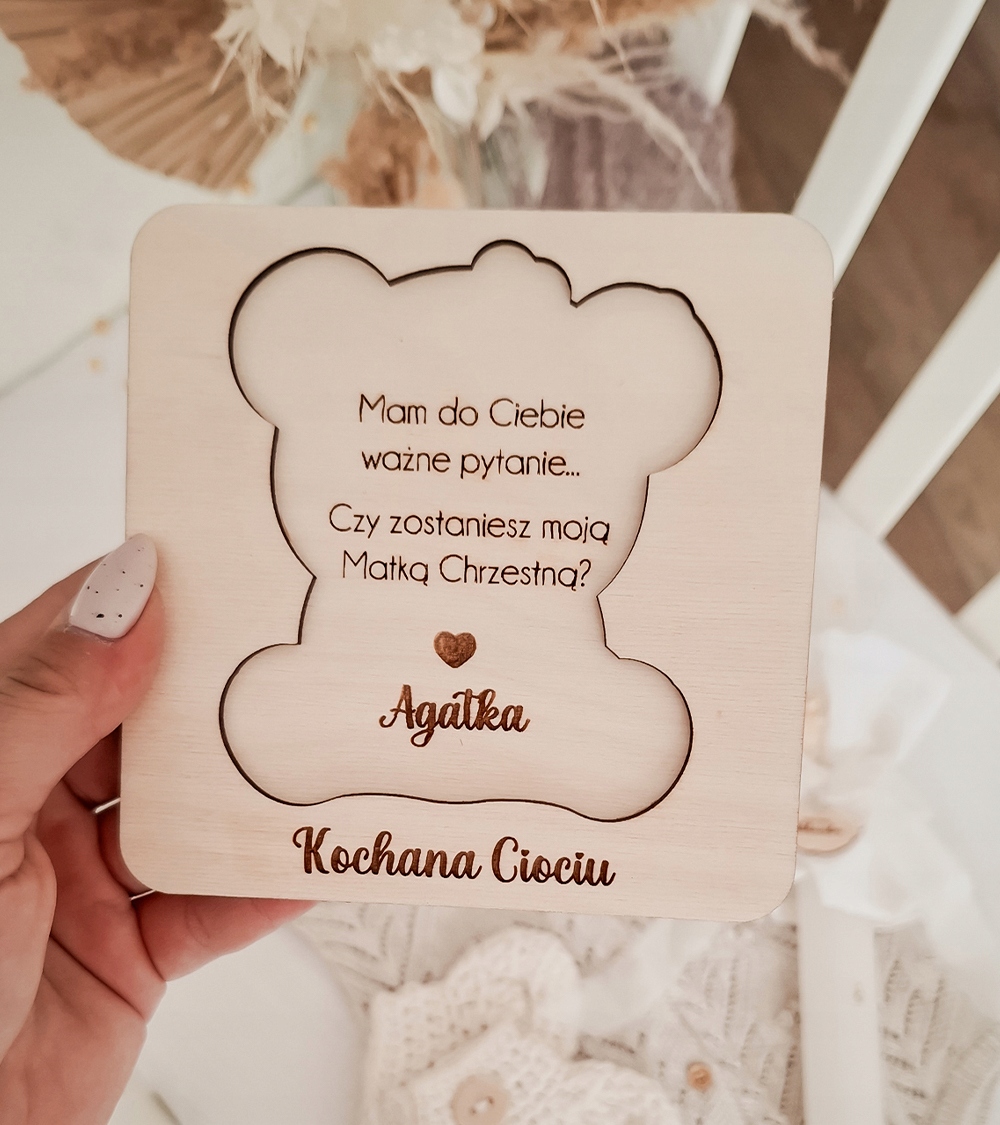 Mam do Ciebie
ważne pytanie...
Czy zostaniesz moją
Matką Chrzestną?
Agatka
Kochana Ciociu